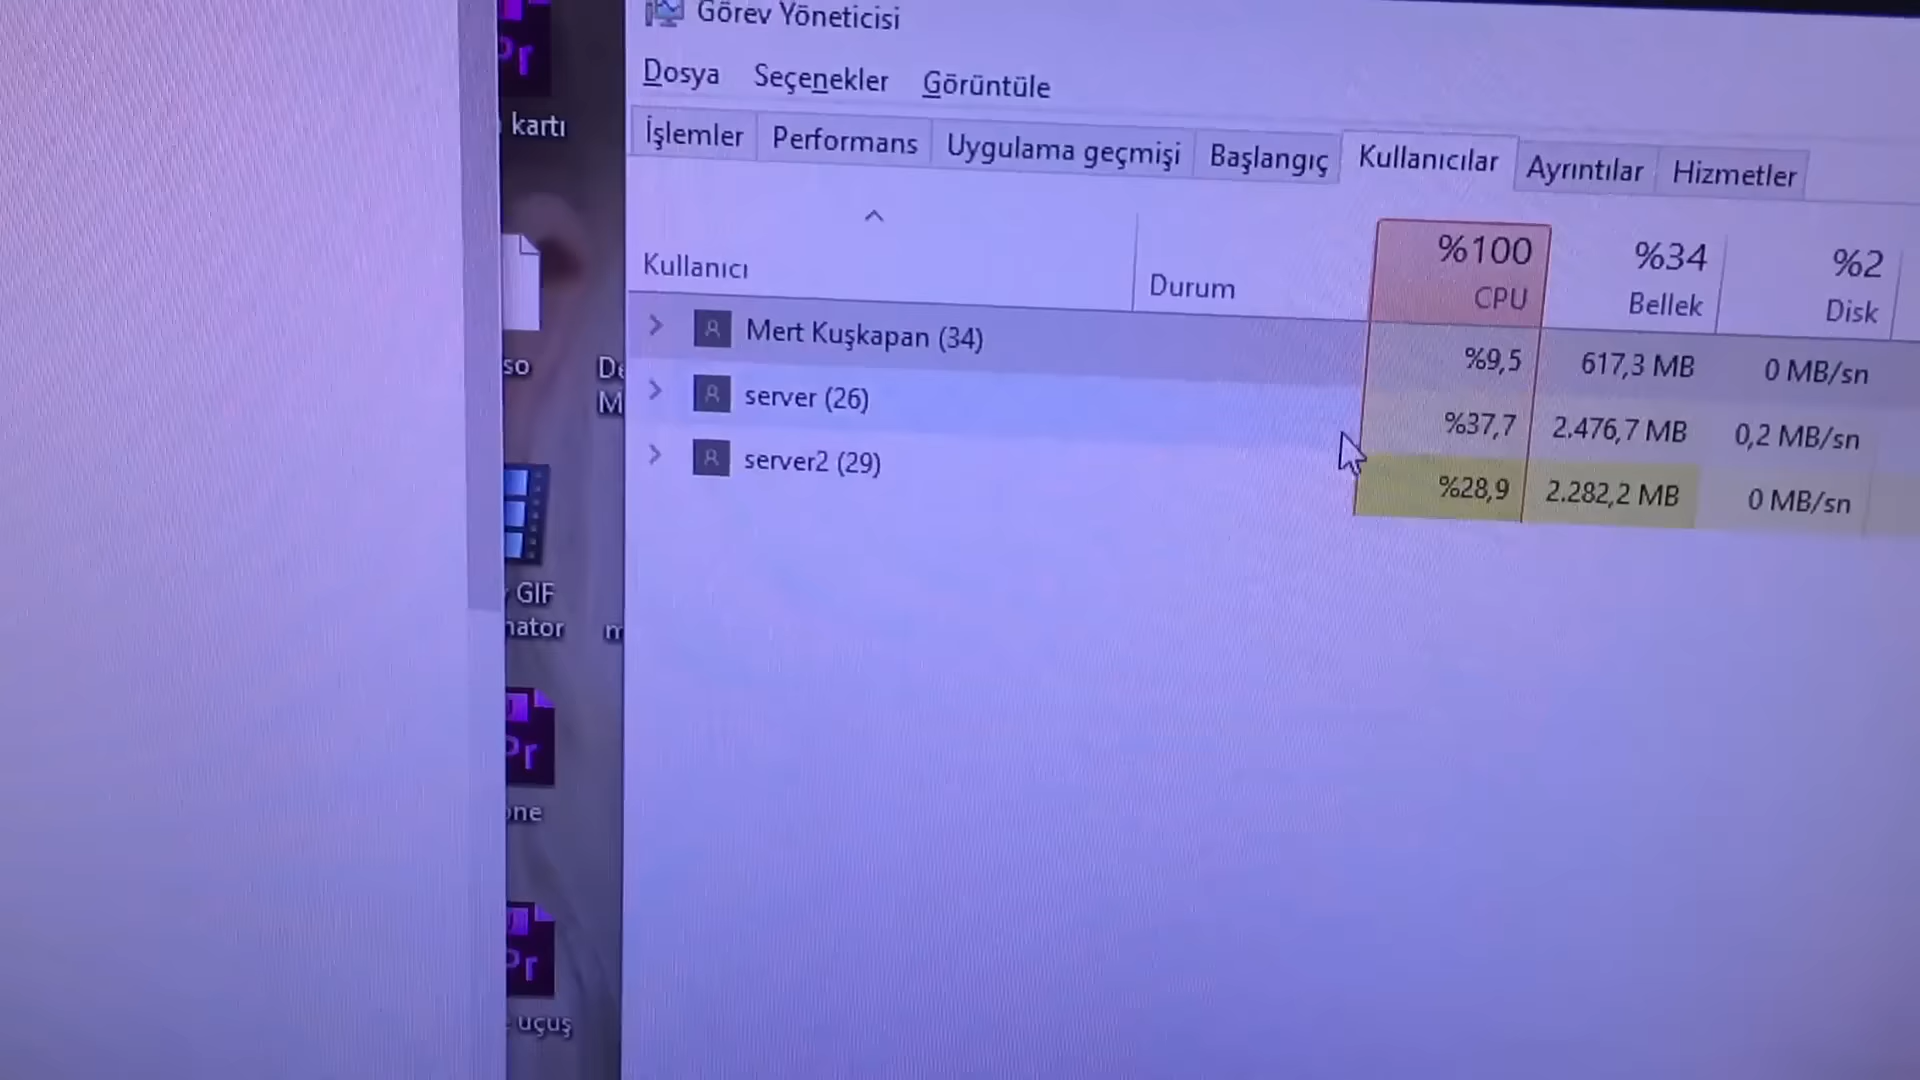 Görev Yöneticisi
Dosya Seçenekler Görüntüle
İşlemler Performans Uygulama geçmişi Başlangıç Kullanıcılar Ayrıntılar Hizmetler
%100 %34 %2
Kullanıcı Durum CPU Bellek Disk
Mert Kuşkapan (34) %9,5 617,3 MB 0 MB/sn
server (26) %37,7 2.476,7 MB 0,2 MB/sn
server2 (29) %28,9 2.282,2 MB 0 MB/sn
Pr
kartı
GIF
Pr
Pr
uçuş